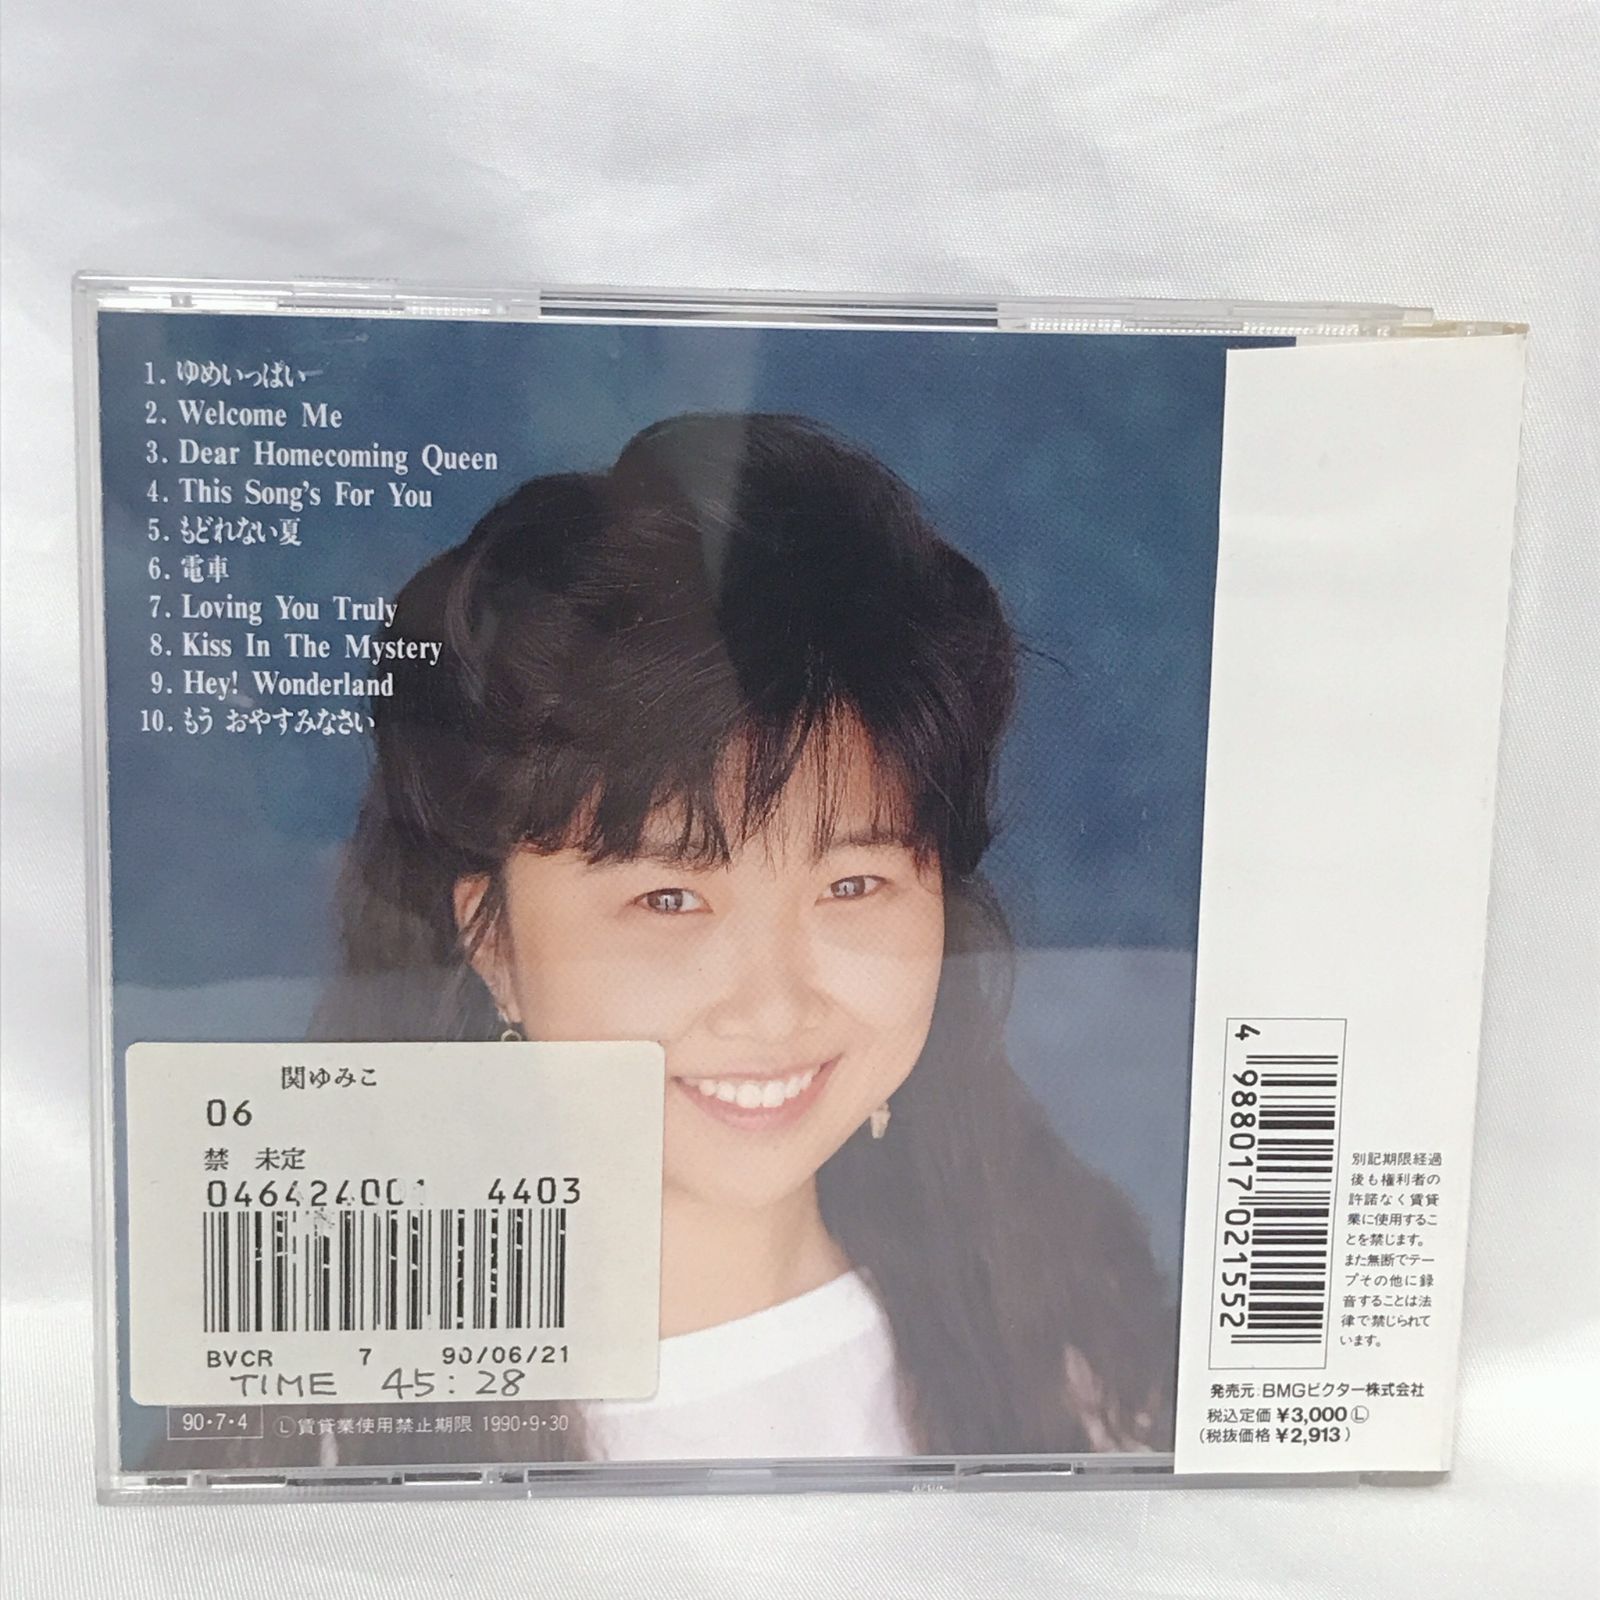 1. ゆめいっぱい
2. Welcome Me
3. Dear Homecoming Queen
4. This Song's For You
5. もどれない夏
6. 電車
7. Loving You Truly
8. Kiss In The Mystery
9. Hey! Wonderland
10. もう おやすみなさい
関ゆみこ
06
禁 未定
046424001 4403
BVCR 7 90/06/21
TIME 45:28
90・7・4 Ⓛ賃貸業使用禁止期限 1990・9・30
4 988017 021552
別記期限経過
後も権利者の
許諾なく賃貸
業に使用するこ
とを禁じます。
また無断でテー
プその他に録
音することは法
律で禁じられて
います。
発売元:BMGビクター株式会社
税込定価 ¥3,000 Ⓛ
(税抜価格 ¥2,913)